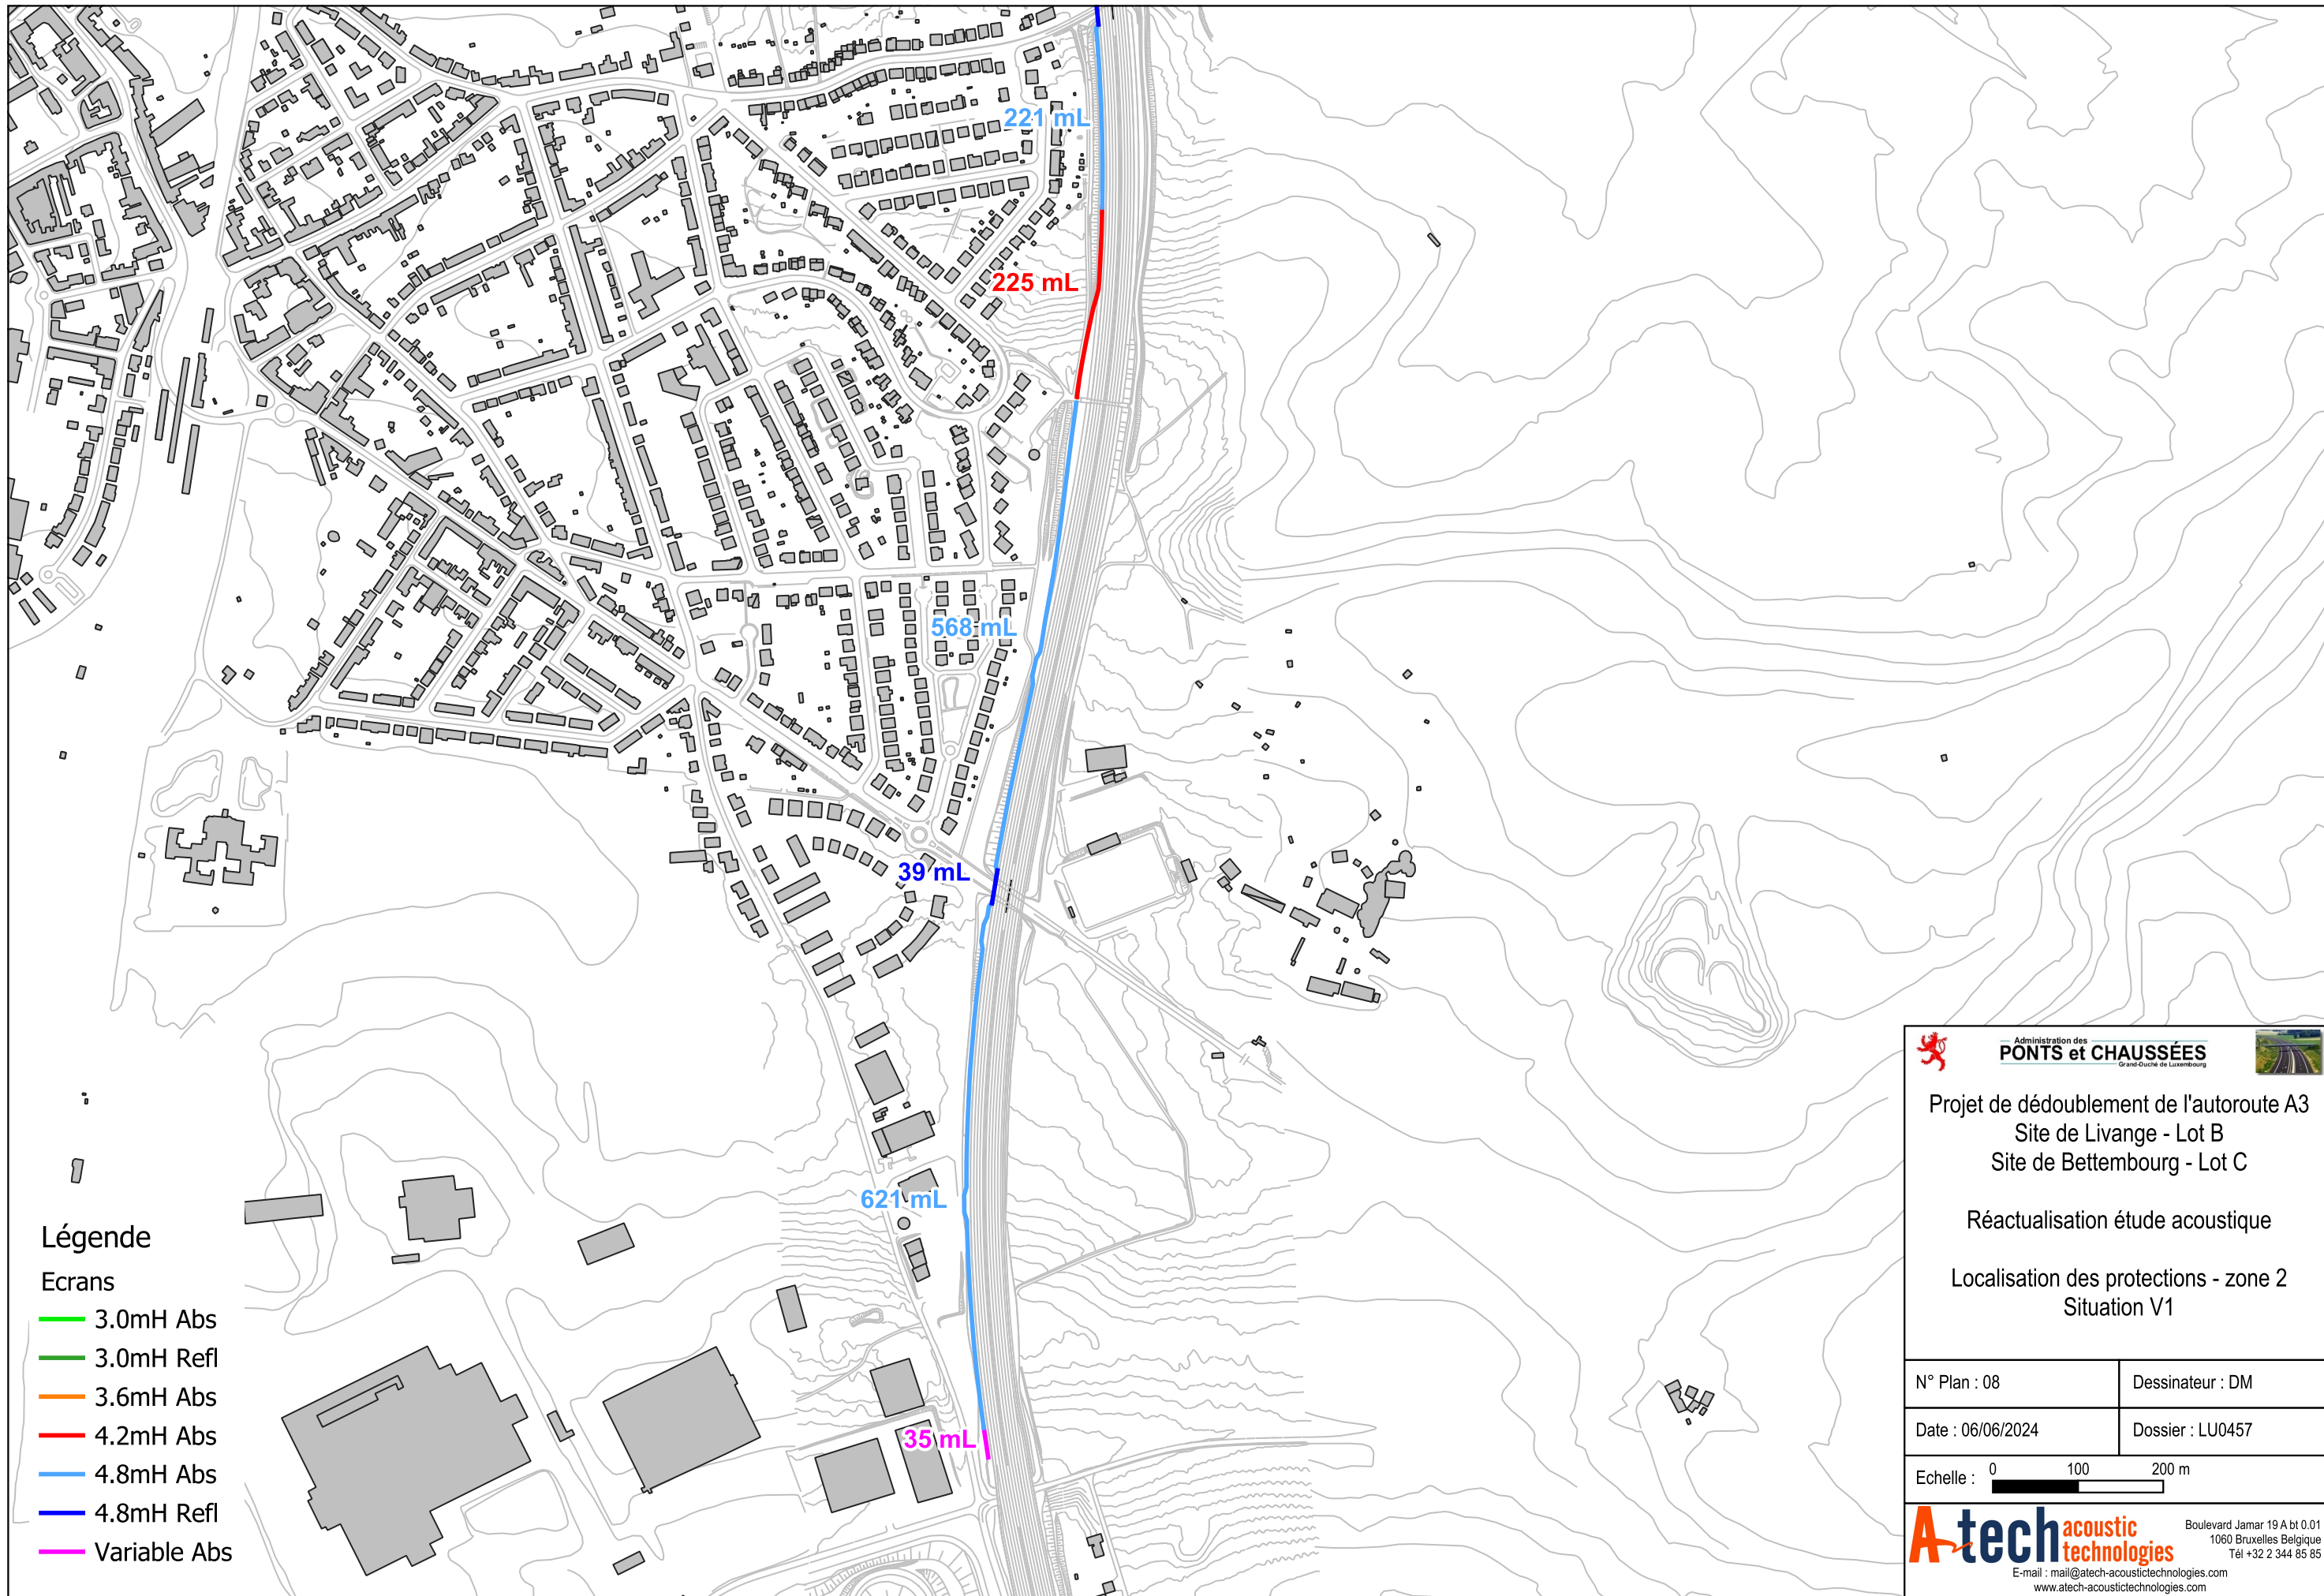 221 mL
225 mL
568 mL
39 mL
621 mL
35 mL
Légende
Ecrans
3.0mH Abs
3.0mH Refl
3.6mH Abs
4.2mH Abs
4.8mH Abs
4.8mH Refl
Variable Abs
Administration des
PONTS et CHAUSSÉES
Grand-Duché de Luxembourg
Projet de dédoublement de l'autoroute A3
Site de Livange - Lot B
Site de Bettembourg - Lot C
Réactualisation étude acoustique
Localisation des protections - zone 2
Situation V1
N° Plan : 08
Dessinateur : DM
Date : 06/06/2024
Dossier : LU0457
Echelle : 0 100 200 m
A-tech acoustic technologies
Boulevard Jamar 19 A bt 0.01
1060 Bruxelles Belgique
Tél +32 2 344 85 85
E-mail : mail@atech-acoustictechnologies.com
www.atech-acoustictechnologies.com